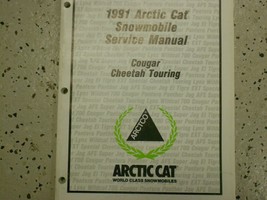 1991 Arctic Cat
Snowmobile
Service Manual
Cougar
Cheetah Touring
ARCTCO
ARCTIC CAT
WORLD CLASS SNOWMOBILES